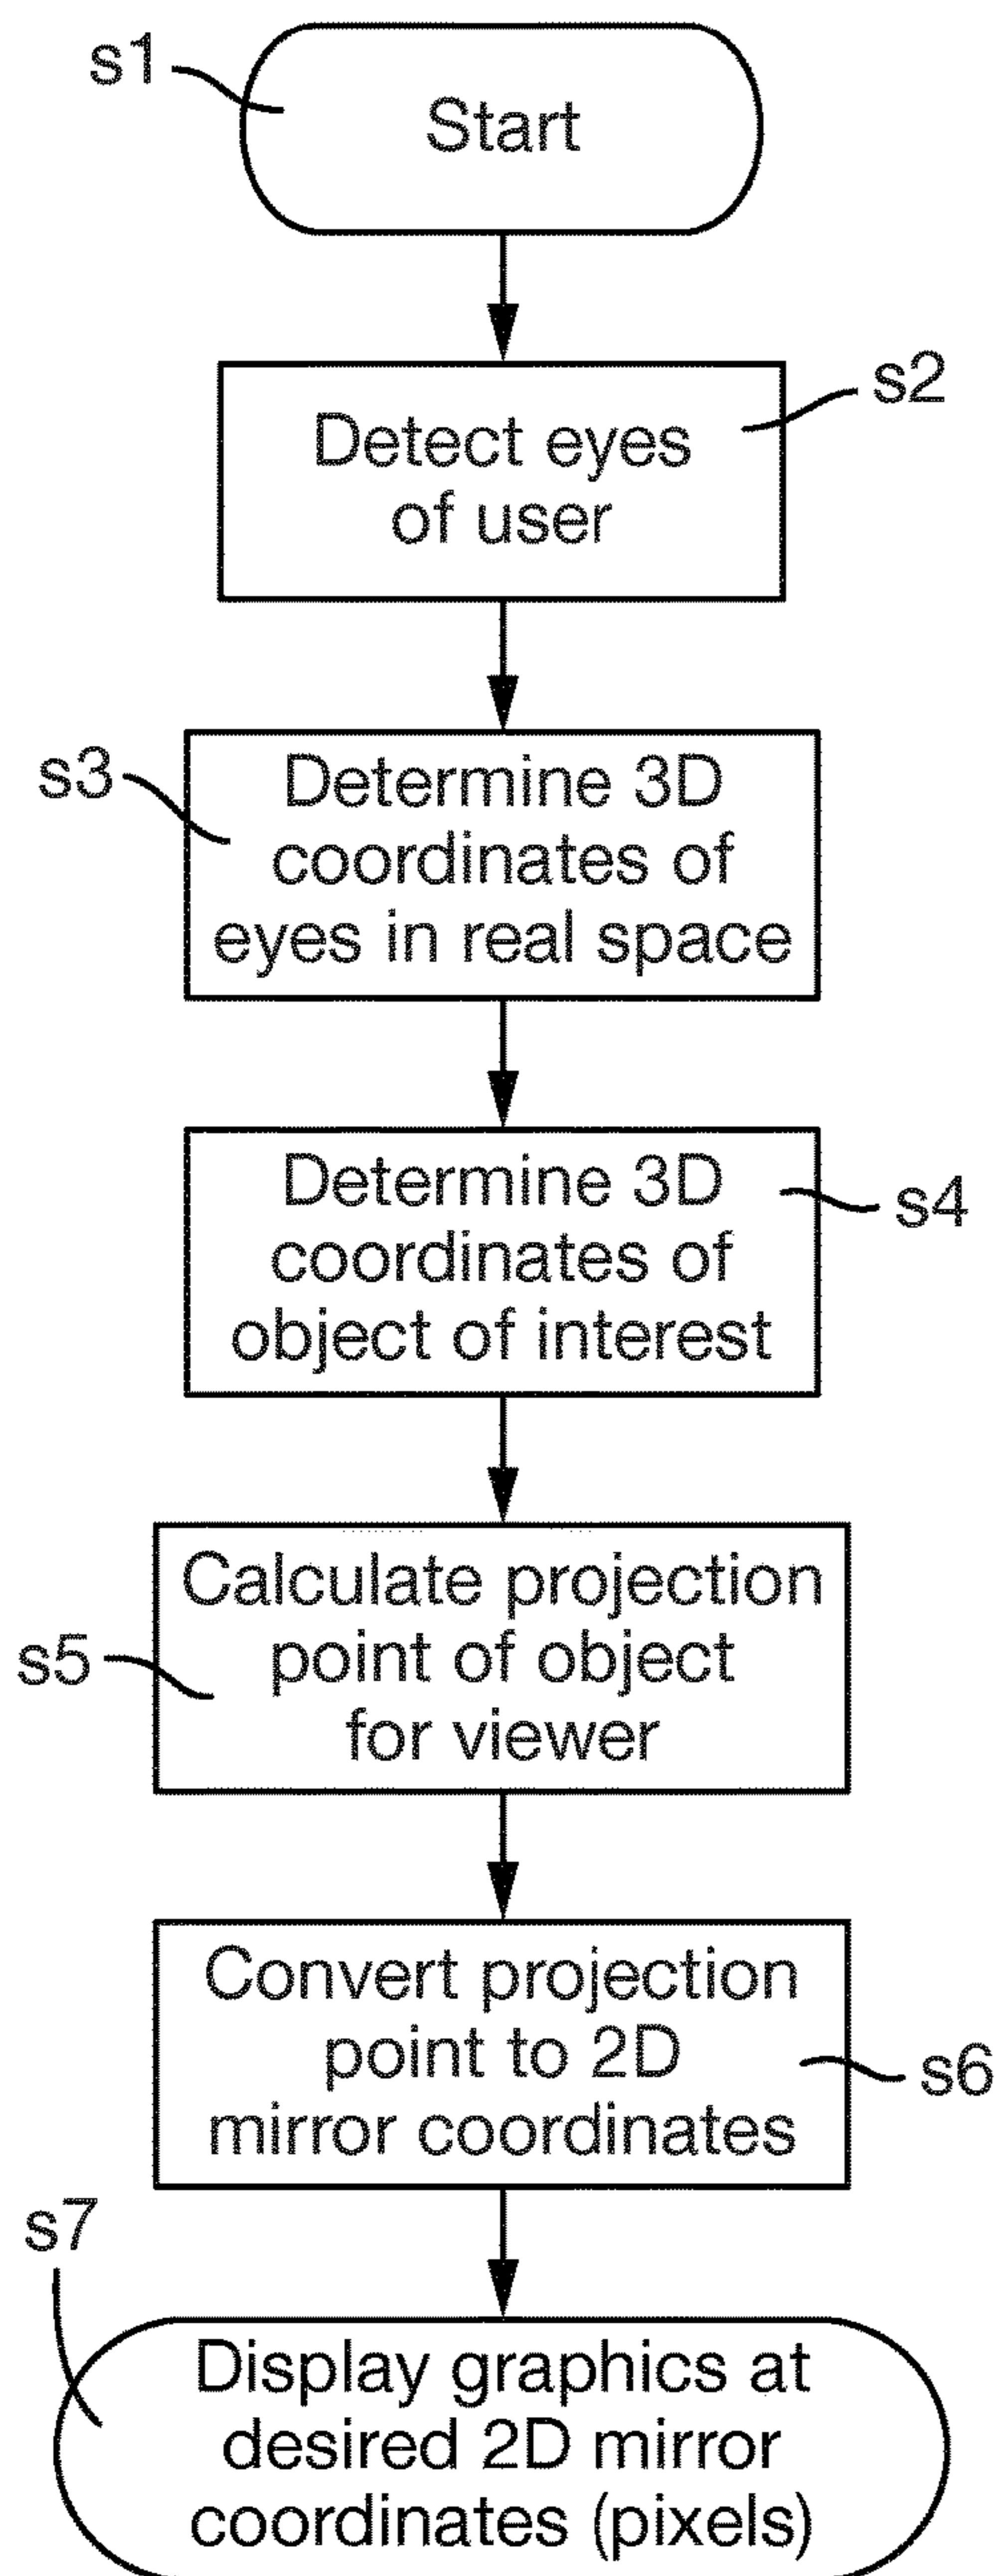 s1
Start
s2
Detect eyes
of user
s3
Determine 3D
coordinates of
eyes in real space
s4
Determine 3D
coordinates of
object of interest
s5
Calculate projection
point of object
for viewer
s6
Convert projection
point to 2D
mirror coordinates
s7
Display graphics at
desired 2D mirror
coordinates (pixels)